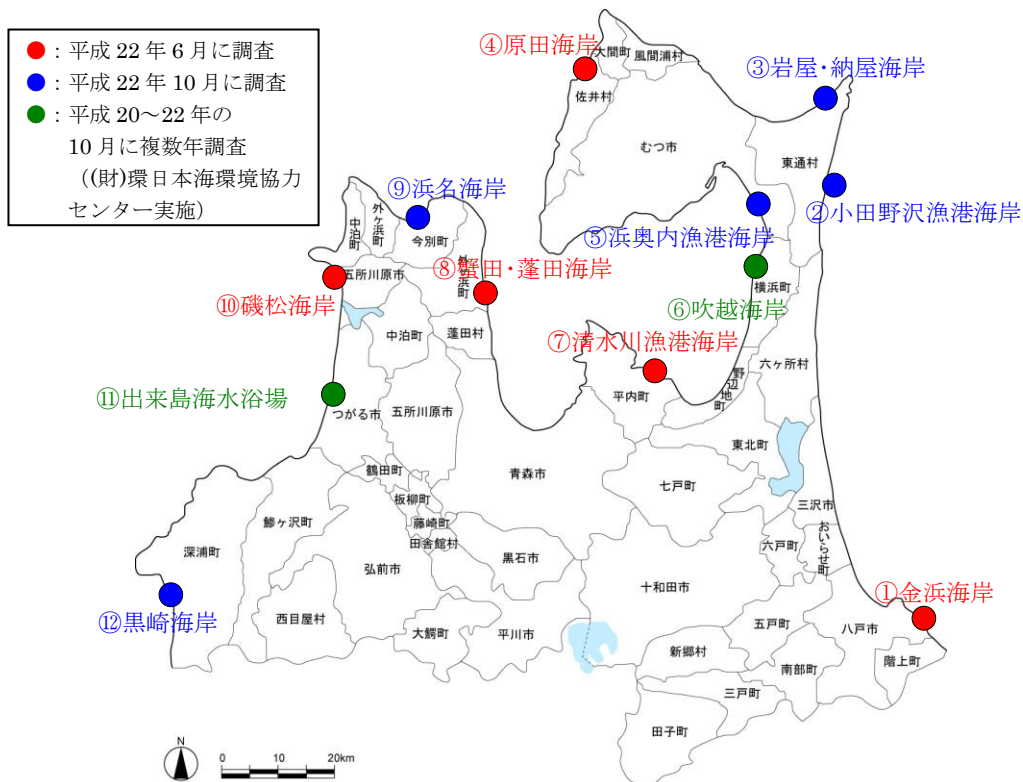 ●：平成 22 年 6 月に調査
●：平成 22 年 10 月に調査
●：平成 20～22 年の
10 月に複数年調査
（(財)環日本海環境協力
センター実施）
④原田海岸
大間町
風間浦村
③岩屋・納屋海岸
佐井村
むつ市
東通村
②小田野沢漁港海岸
⑨浜名海岸
中泊町
外ヶ浜町
今別町
⑤浜奥内漁港海岸
⑧蟹田・蓬田海岸
外ヶ浜町
五所川原市
⑩磯松海岸
横浜町
⑥吹越海岸
中泊町
蓬田村
⑦清水川漁港海岸
六ヶ所村
野辺地町
平内町
⑪出来島海水浴場
つがる市
五所川原市
東北町
青森市
鶴田町
七戸町
板柳町
三沢市
藤崎町
鰺ヶ沢町
田舎館村
六戸町
おいらせ町
深浦町
弘前市
黒石市
十和田市
①金浜海岸
⑫黒崎海岸
西目屋村
大鰐町
平川市
五戸町
八戸市
新郷村
南部町
階上町
三戸町
田子町
N
0 10 20km